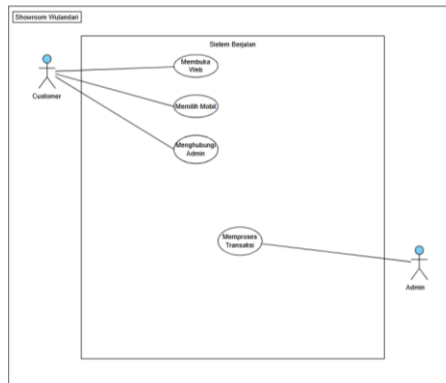 Showroom Wulandari
Sistem Berjalan
Membuka
Web
Customer
Memilih Mobil
Menghubungi
Admin
Memproses
Transaksi
Admin